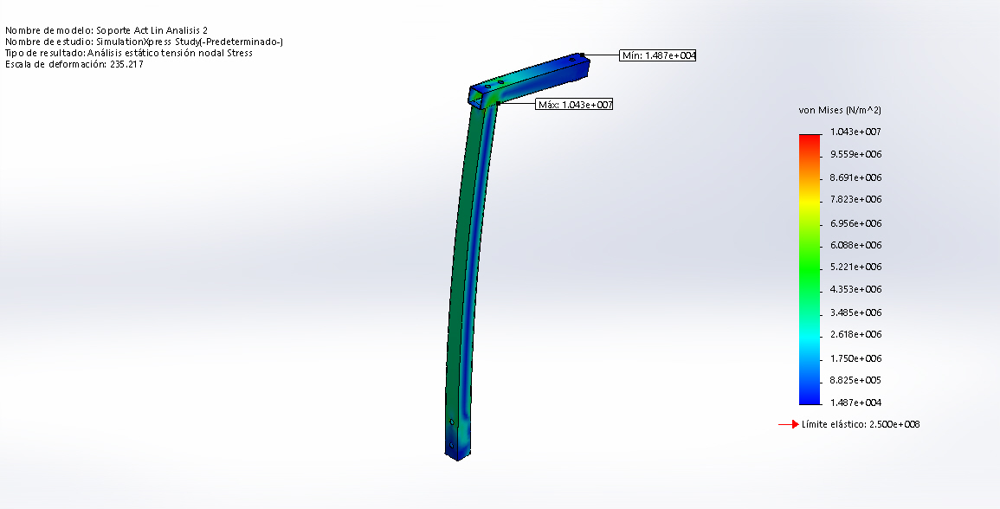 Nombre de modelo: Soporte Act Lin Analisis 2
Nombre de estudio: SimulationXpress Study(-Predeterminado-)
Tipo de resultado: Análisis estático tensión nodal Stress
Escala de deformación: 235.217
Mín: 1.487e+004
Máx: 1.043e+007
von Mises (N/m^2)
1.043e+007
9.559e+006
8.691e+006
7.823e+006
6.956e+006
6.088e+006
5.221e+006
4.353e+006
3.485e+006
2.618e+006
1.750e+006
8.825e+005
1.487e+004
Límite elástico: 2.500e+008